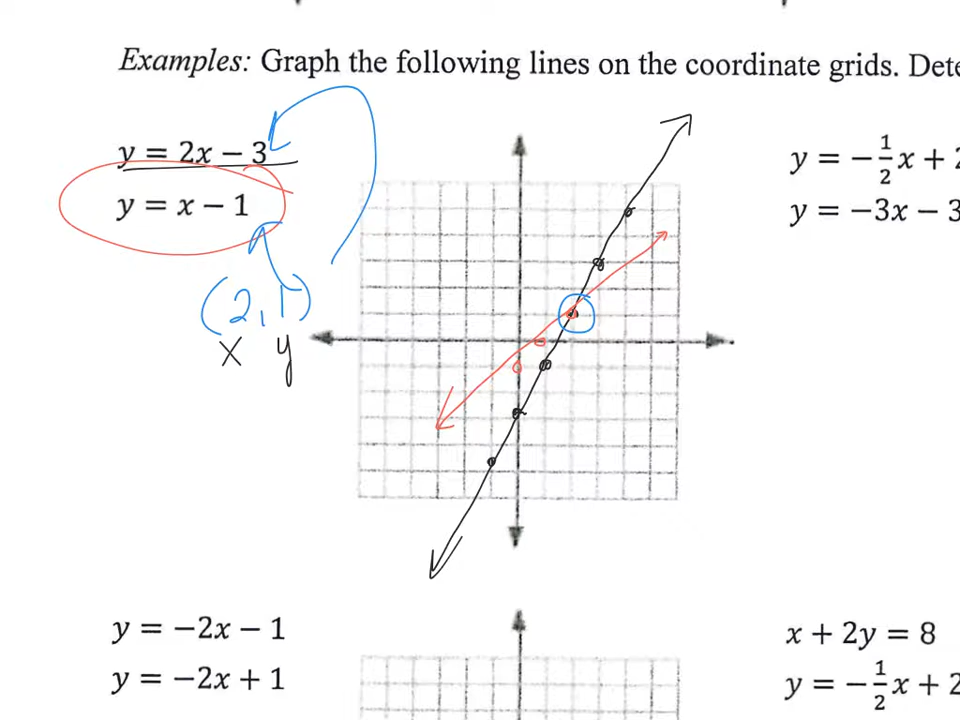 Examples: Graph the following lines on the coordinate grids.
y = 2x − 3
y = x − 1
(2, 1)
x y
y = −1/2x + 2
y = −3x − 3
y = −2x − 1
y = −2x + 1
x + 2y = 8
y = −1/2x + 2